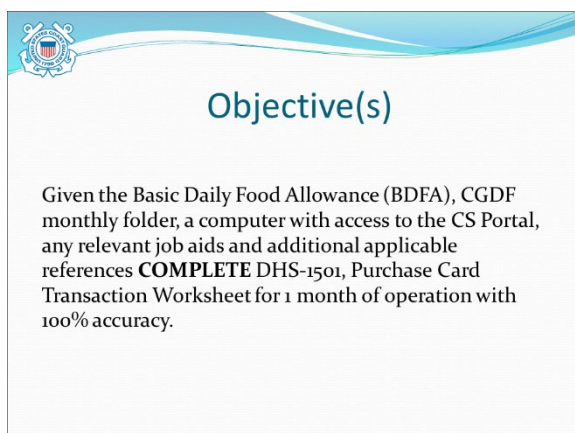 Objective(s)
Given the Basic Daily Food Allowance (BDFA), CGDF
monthly folder, a computer with access to the CS Portal,
any relevant job aids and additional applicable
references COMPLETE DHS-1501, Purchase Card
Transaction Worksheet for 1 month of operation with
100% accuracy.